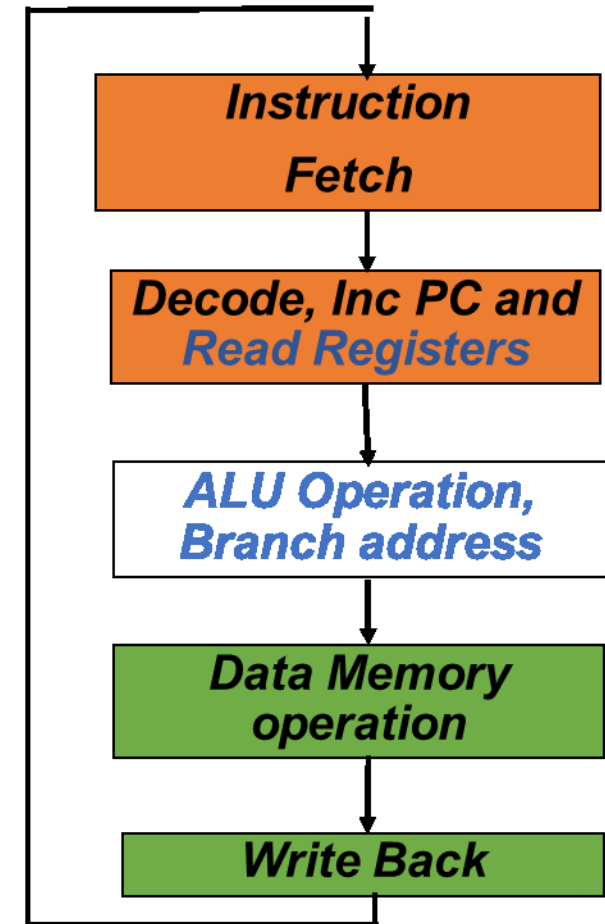 Instruction
Fetch
Decode, Inc PC and
Read Registers
ALU Operation,
Branch address
Data Memory
operation
Write Back